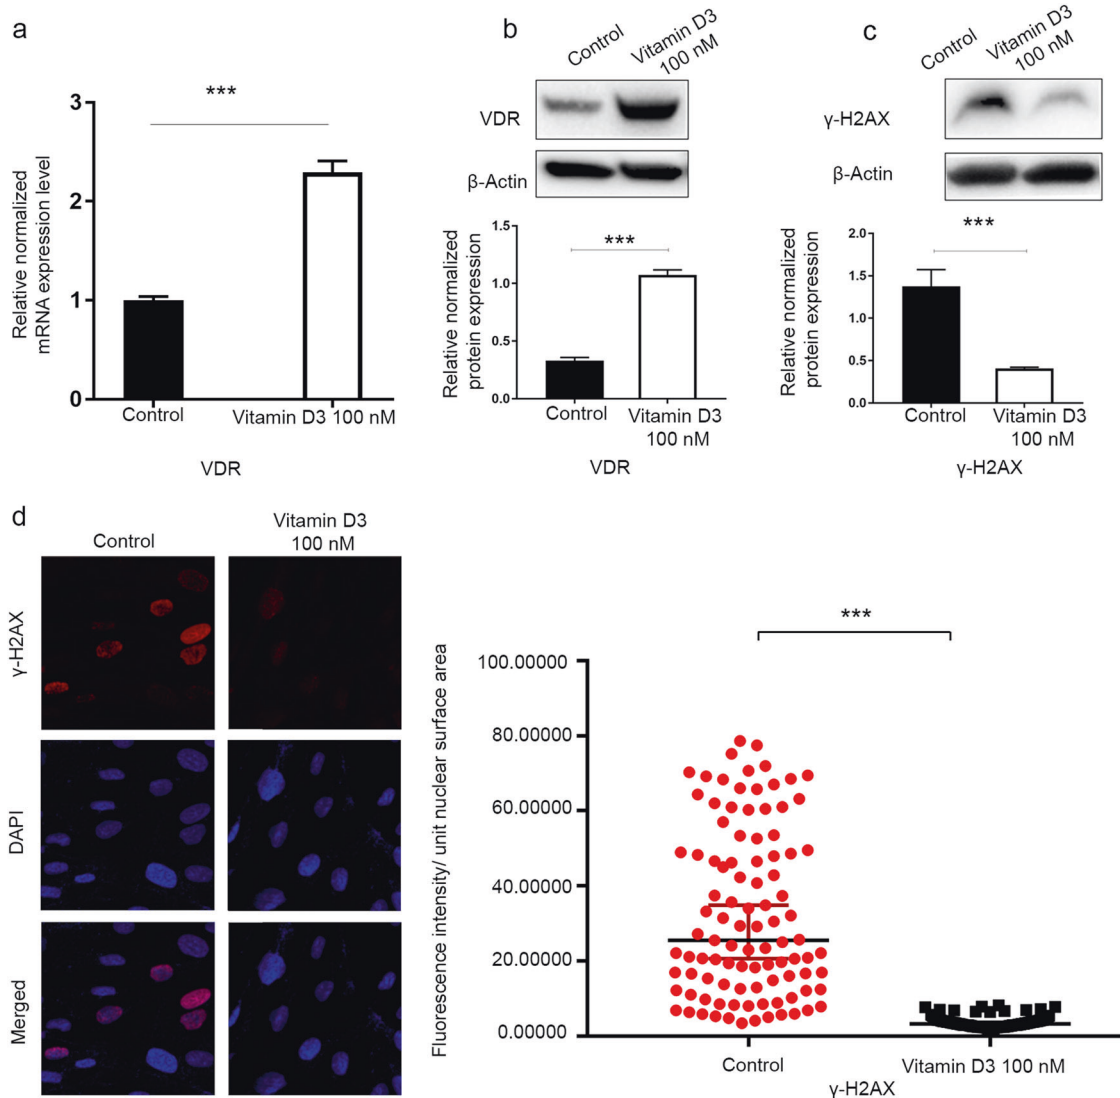 a
***
Relative normalized
mRNA expression level
3
2
1
0
Control
Vitamin D3 100 nM
VDR
b
Control
Vitamin D3
100 nM
VDR
β-Actin
***
Relative normalized
protein expression
1.5
1.0
0.5
0.0
Control
Vitamin D3
100 nM
VDR
c
Control
Vitamin D3
100 nM
γ-H2AX
β-Actin
***
Relative normalized
protein expression
2.0
1.5
1.0
0.5
0.0
Control
Vitamin D3
100 nM
γ-H2AX
d
Control
Vitamin D3
100 nM
γ-H2AX
DAPI
Merged
***
Fluorescence intensity/ unit nuclear surface area
100.00000
80.00000
60.00000
40.00000
20.00000
0.00000
Control
Vitamin D3 100 nM
γ-H2AX